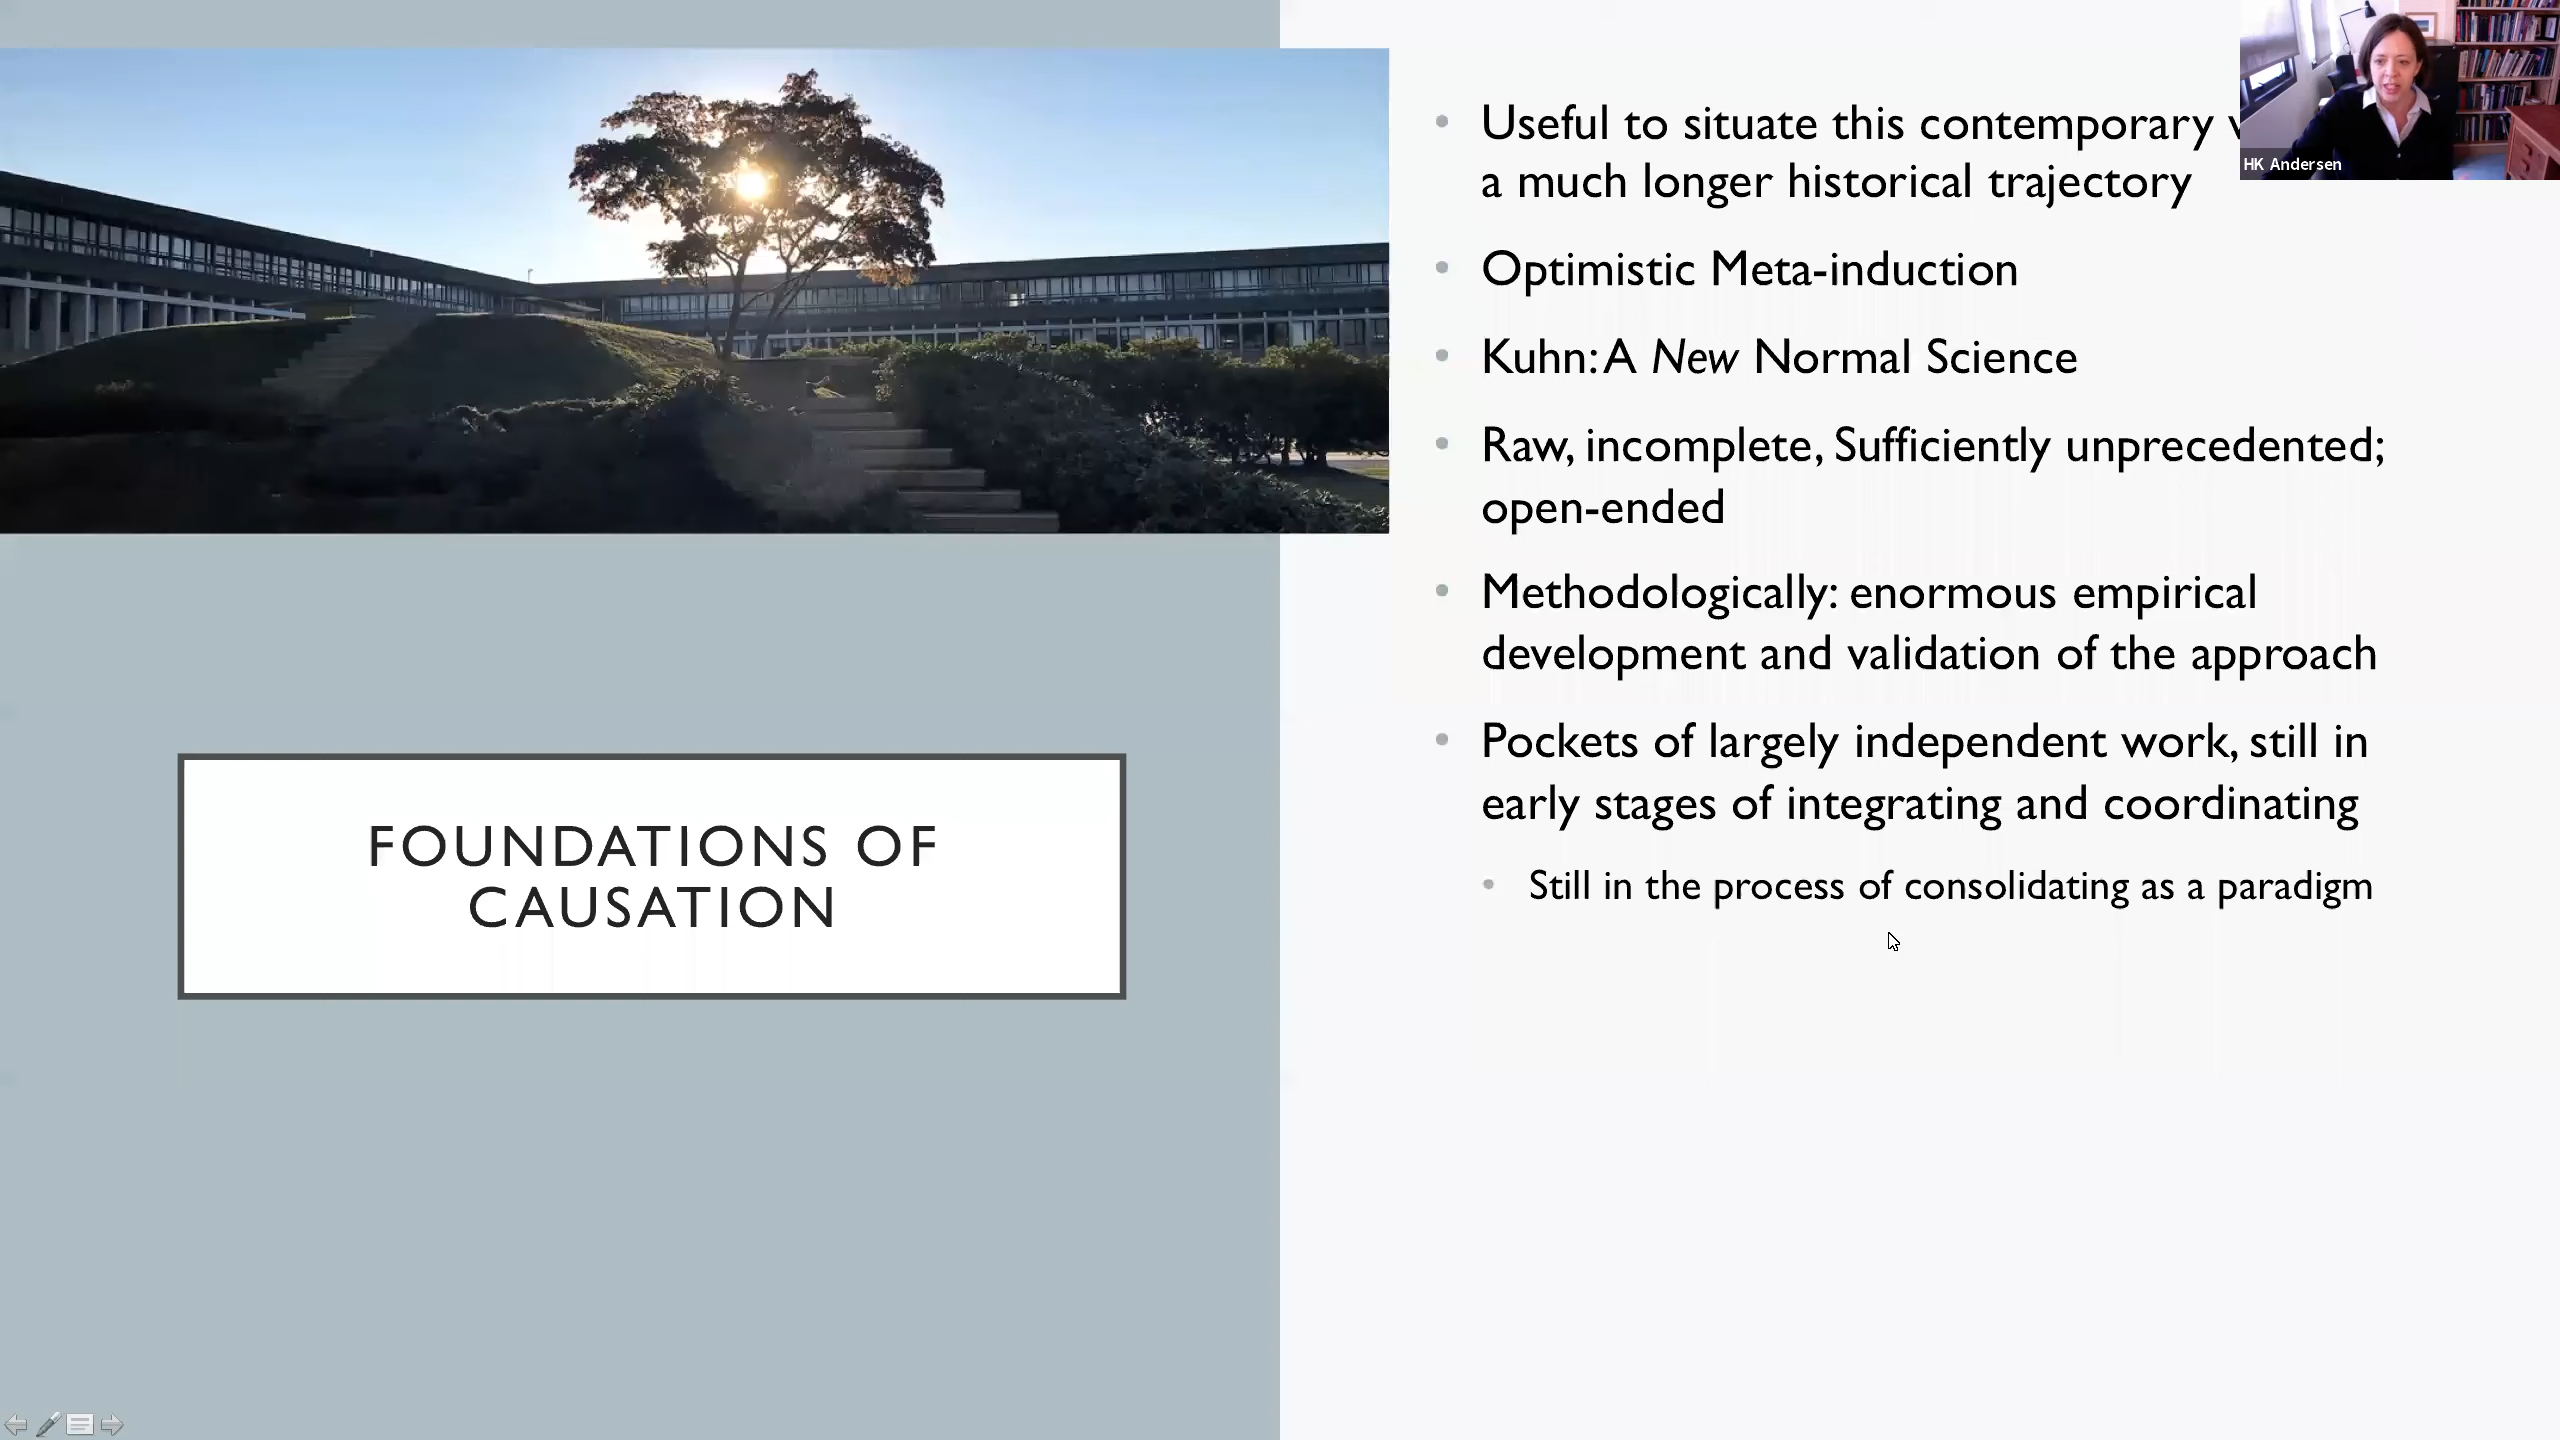 Useful to situate this contemporary
a much longer historical trajectory
Optimistic Meta-induction
Kuhn: A New Normal Science
Raw, incomplete, Sufficiently unprecedented;
open-ended
Methodologically: enormous empirical
development and validation of the approach
Pockets of largely independent work, still in
early stages of integrating and coordinating
Still in the process of consolidating as a paradigm
FOUNDATIONS OF
CAUSATION
HK Andersen